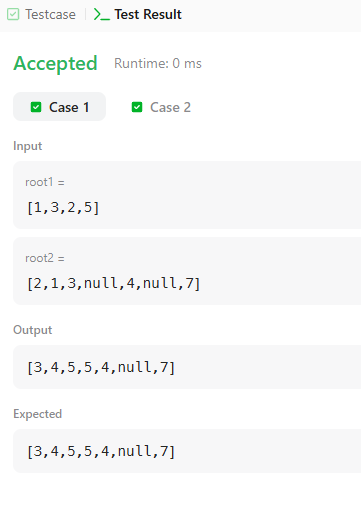 Testcase Test Result
Accepted Runtime: 0 ms
Case 1 Case 2
Input
root1 =
[1,3,2,5]
root2 =
[2,1,3,null,4,null,7]
Output
[3,4,5,5,4,null,7]
Expected
[3,4,5,5,4,null,7]